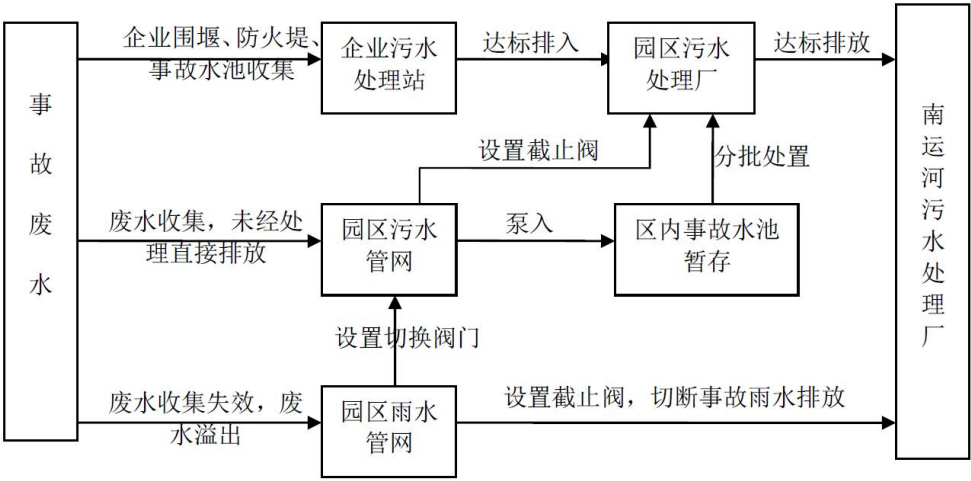 事故废水
企业围堰、防火堤、
事故水池收集
企业污水
处理站
达标排入
园区污水
处理厂
达标排放
南运河污水处理厂
设置截止阀
分批处置
废水收集，未经处
理直接排放
园区污水
管网
泵入
区内事故水池
暂存
设置切换阀门
废水收集失效，废
水溢出
园区雨水
管网
设置截止阀，切断事故雨水排放